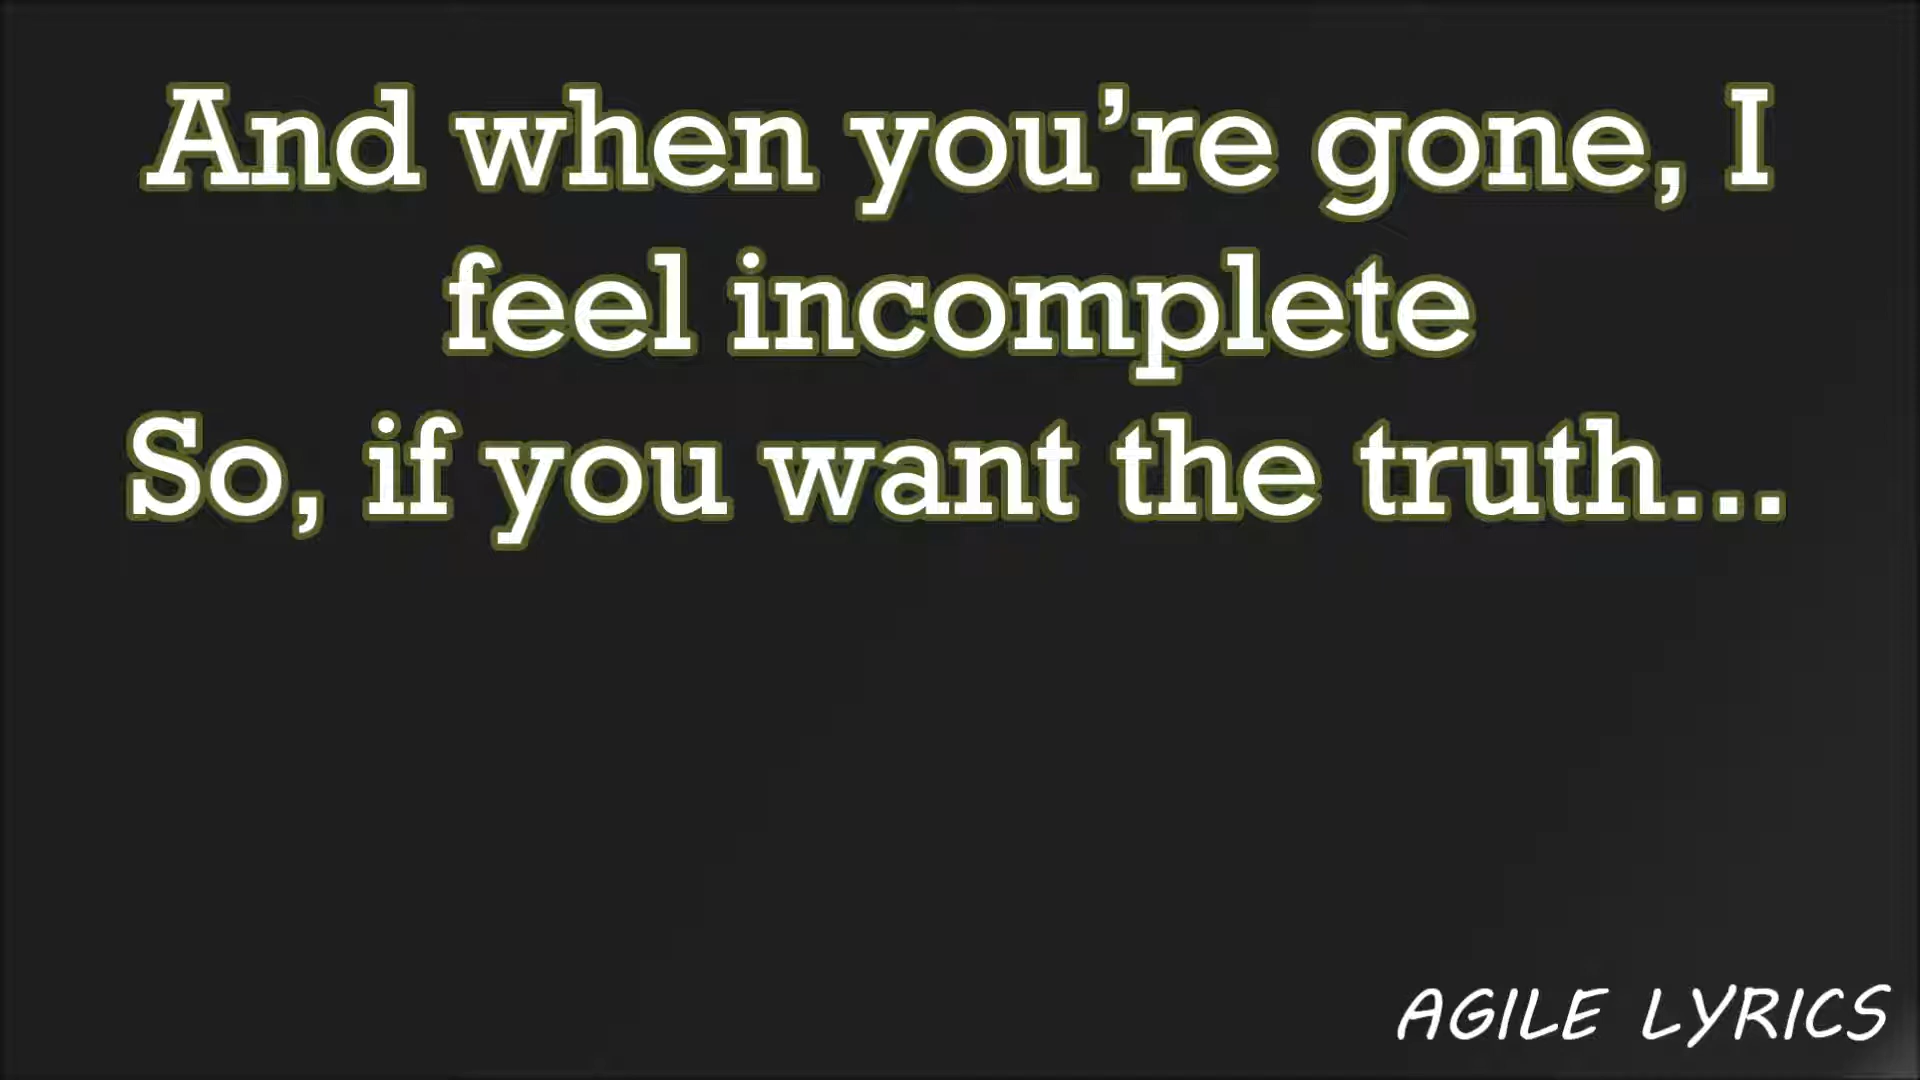 And when you’re gone, I
feel incomplete
So, if you want the truth...
AGILE LYRICS